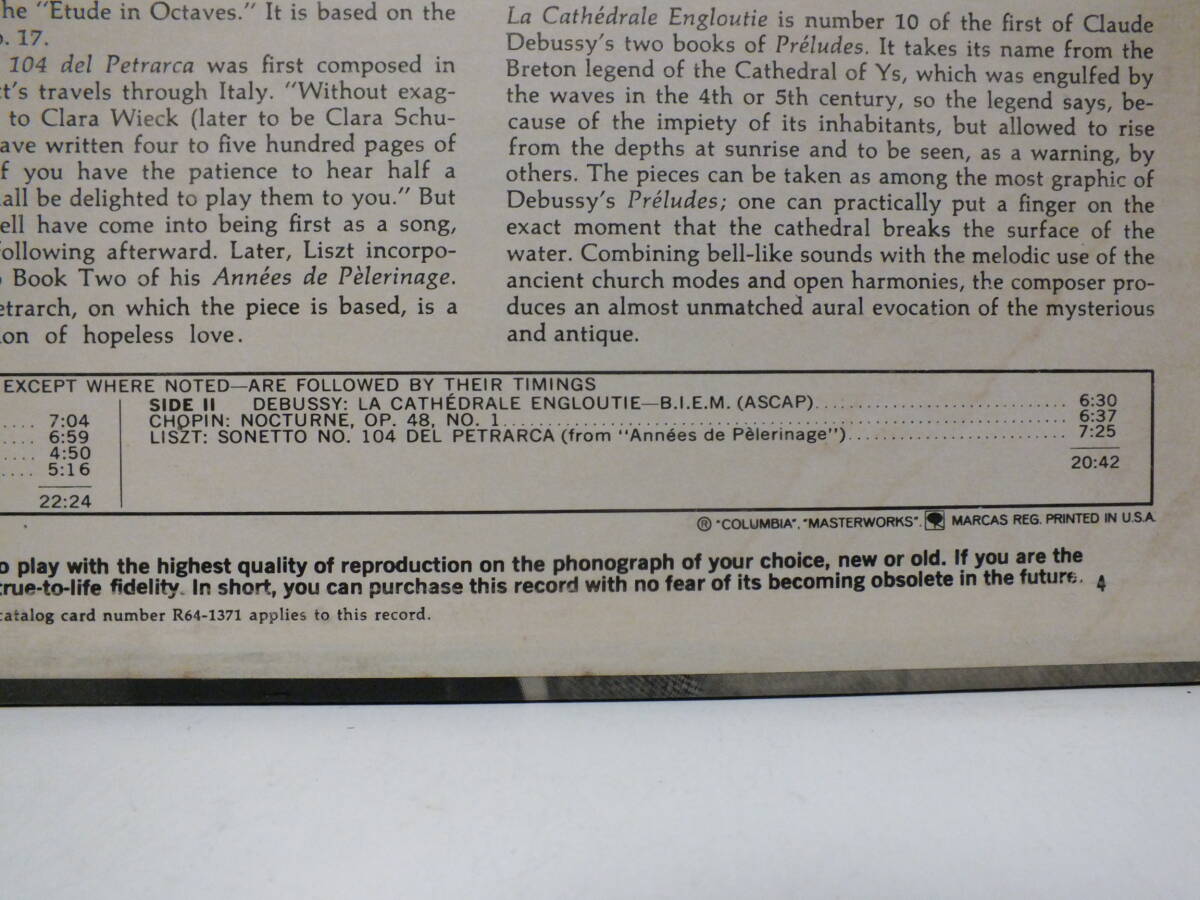 he "Etude in Octaves." It is based on the
. 17.
104 del Petrarca was first composed in
t's travels through Italy. "Without exag-
to Clara Wieck (later to be Clara Schu-
ave written four to five hundred pages of
f you have the patience to hear half a
all be delighted to play them to you." But
ell have come into being first as a song,
ollowing afterward. Later, Liszt incorpo-
Book Two of his Années de Pèlerinage.
etrarch, on which the piece is based, is a
ion of hopeless love.
La Cathédrale Engloutie is number 10 of the first of Claude
Debussy's two books of Préludes. It takes its name from the
Breton legend of the Cathedral of Ys, which was engulfed by
the waves in the 4th or 5th century, so the legend says, be-
cause of the impiety of its inhabitants, but allowed to rise
from the depths at sunrise and to be seen, as a warning, by
others. The pieces can be taken as among the most graphic of
Debussy's Préludes; one can practically put a finger on the
exact moment that the cathedral breaks the surface of the
water. Combining bell-like sounds with the melodic use of the
ancient church modes and open harmonies, the composer pro-
duces an almost unmatched aural evocation of the mysterious
and antique.
EXCEPT WHERE NOTED—ARE FOLLOWED BY THEIR TIMINGS
.... 7:04
.... 6:59
.... 4:50
.... 5:16
22:24
SIDE II DEBUSSY: LA CATHÉDRALE ENGLOUTIE—B.I.E.M. (ASCAP)............................ 6:30
CHOPIN: NOCTURNE, OP. 48, NO. 1............................ 6:37
LISZT: SONETTO NO. 104 DEL PETRARCA (from "Années de Pèlerinage")............................ 7:25
20:42
® "COLUMBIA", "MASTERWORKS", MARCAS REG. PRINTED IN U.S.A.
o play with the highest quality of reproduction on the phonograph of your choice, new or old. If you are the
true-to-life fidelity. In short, you can purchase this record with no fear of its becoming obsolete in the future. 4
catalog card number R64-1371 applies to this record.